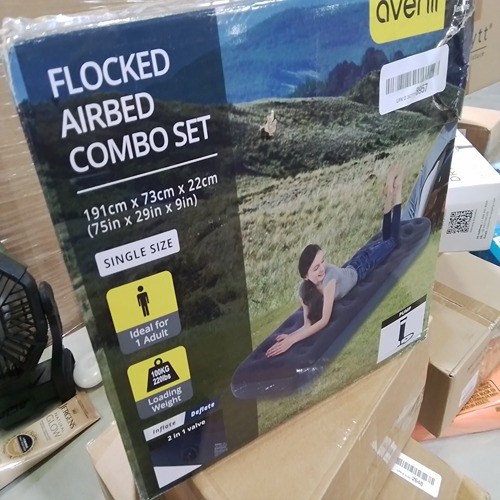 avenli
FLOCKED
AIRBED
COMBO SET
191cm x 73cm x 22cm
(75in x 29in x 9in)
SINGLE SIZE
Ideal for
1 Adult
100KG
220lbs
Loading
Weight
Inflate Deflate
2 in 1 valve
PUMP